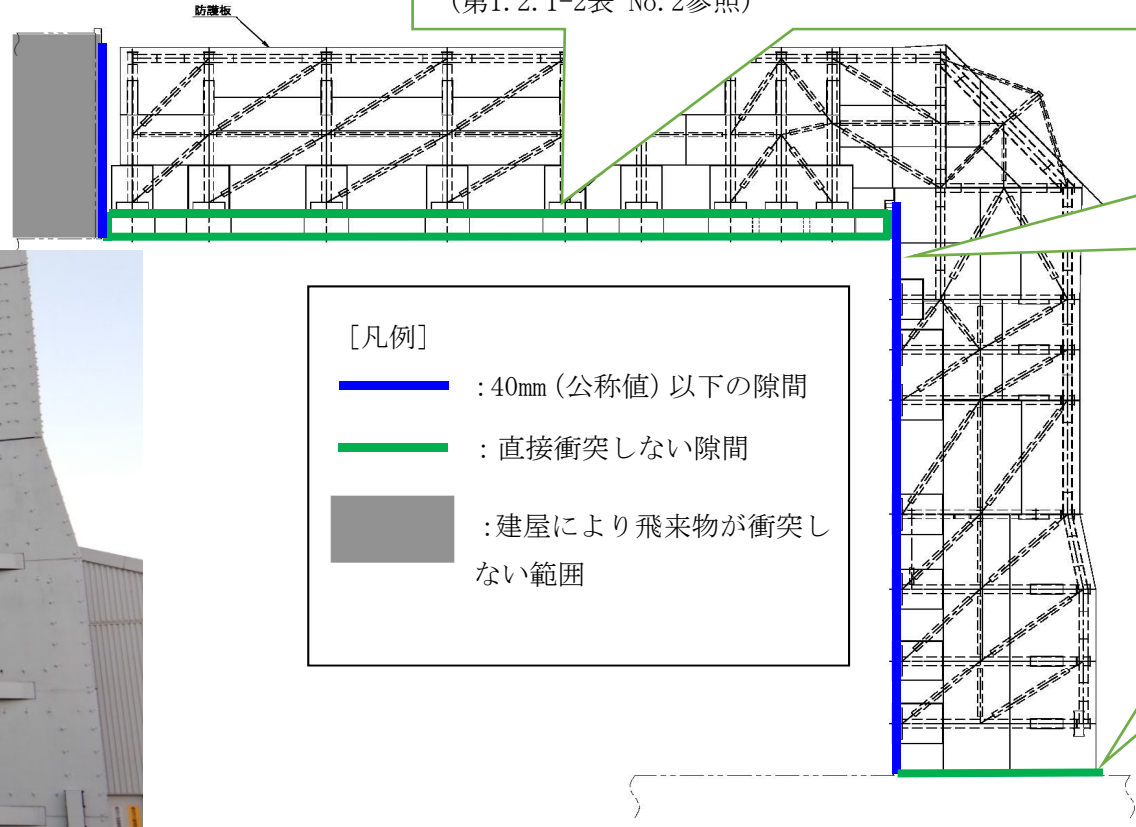 (第1.2.1-2表 No.2参照)
防護板
[凡例]
:40mm(公称値)以下の隙間
:直接衝突しない隙間
:建屋により飛来物が衝突し
ない範囲